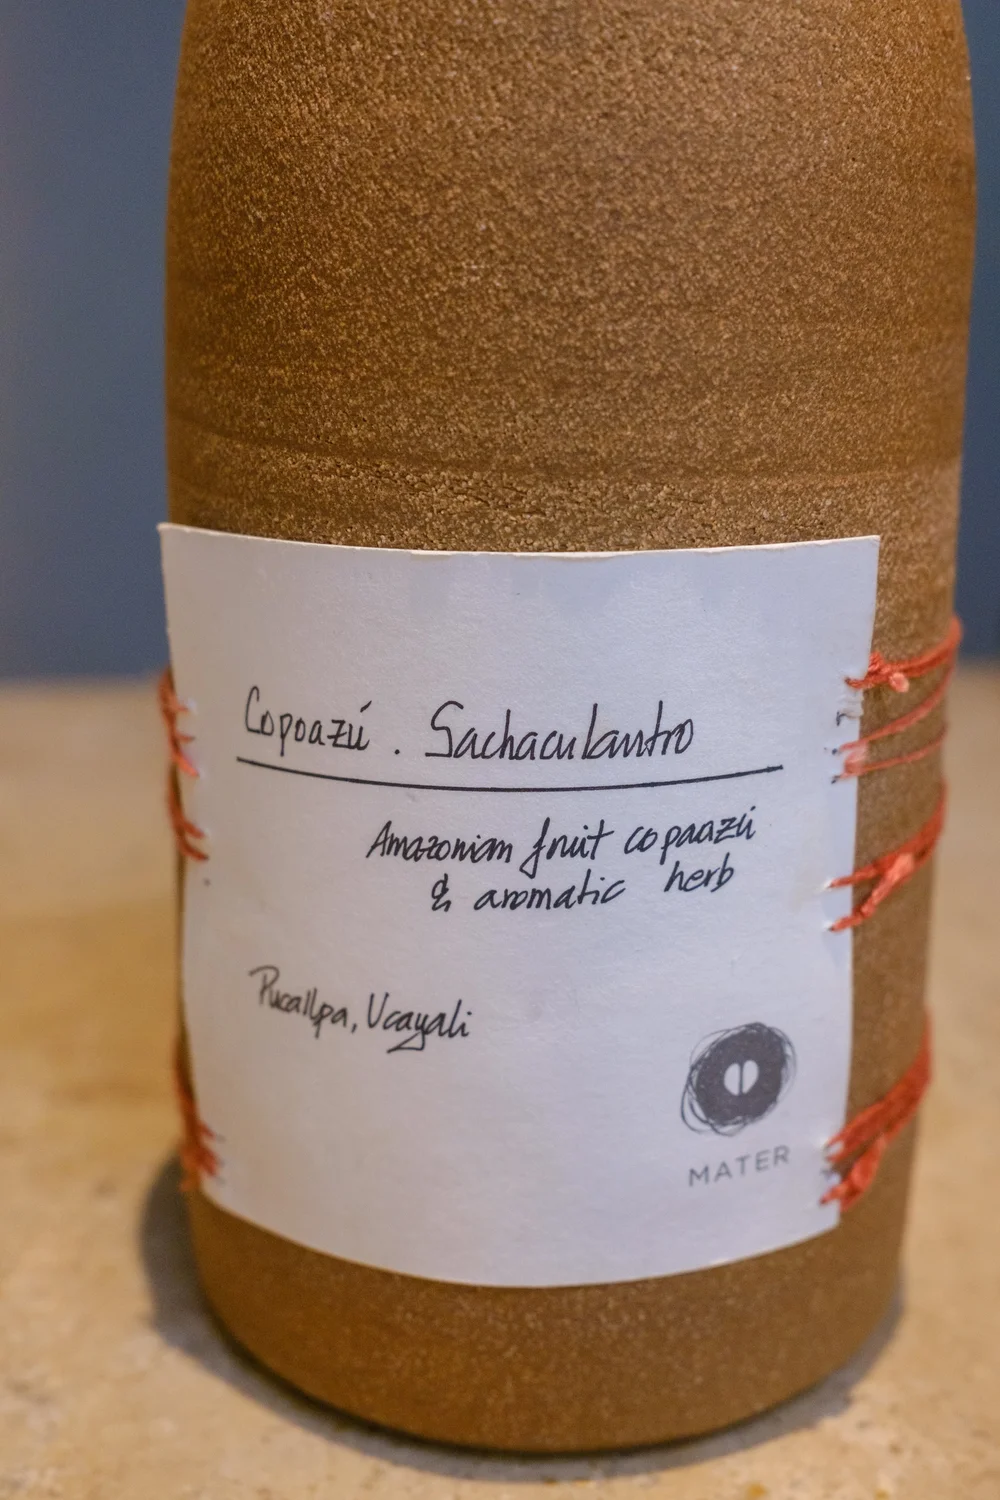 Copoazú . Sachaculantro
Amazonian fruit copoazú
& aromatic herb
Pucallpa, Ucayali
MATER